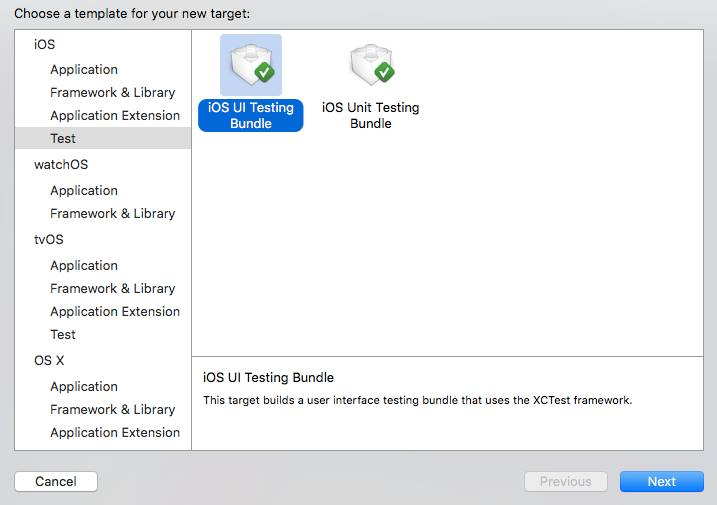 Choose a template for your new target:
iOS
Application
Framework & Library
Application Extension
Test
watchOS
Application
Framework & Library
tvOS
Application
Framework & Library
Application Extension
Test
OS X
Application
Framework & Library
Application Extension
iOS UI Testing
Bundle
iOS Unit Testing
Bundle
iOS UI Testing Bundle
This target builds a user interface testing bundle that uses the XCTest framework.
Cancel
Previous
Next